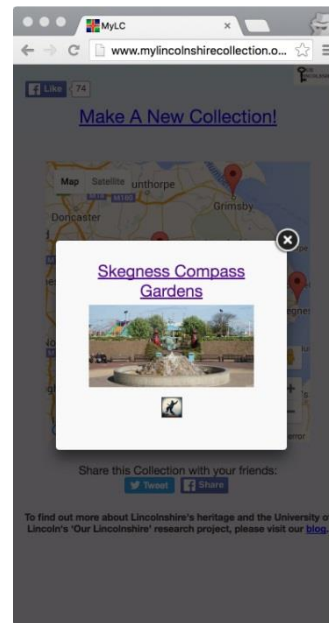 MyLC
www.mylincolnshirecollection.o...
Like 74
Make A New Collection!
Map Satellite
unthorpe
M180
Grimsby
Doncaster
Skegness Compass
Gardens
Share this Collection with your friends:
Tweet Share
To find out more about Lincolnshire's heritage and the University of
Lincoln's 'Our Lincolnshire' research project, please visit our blog.